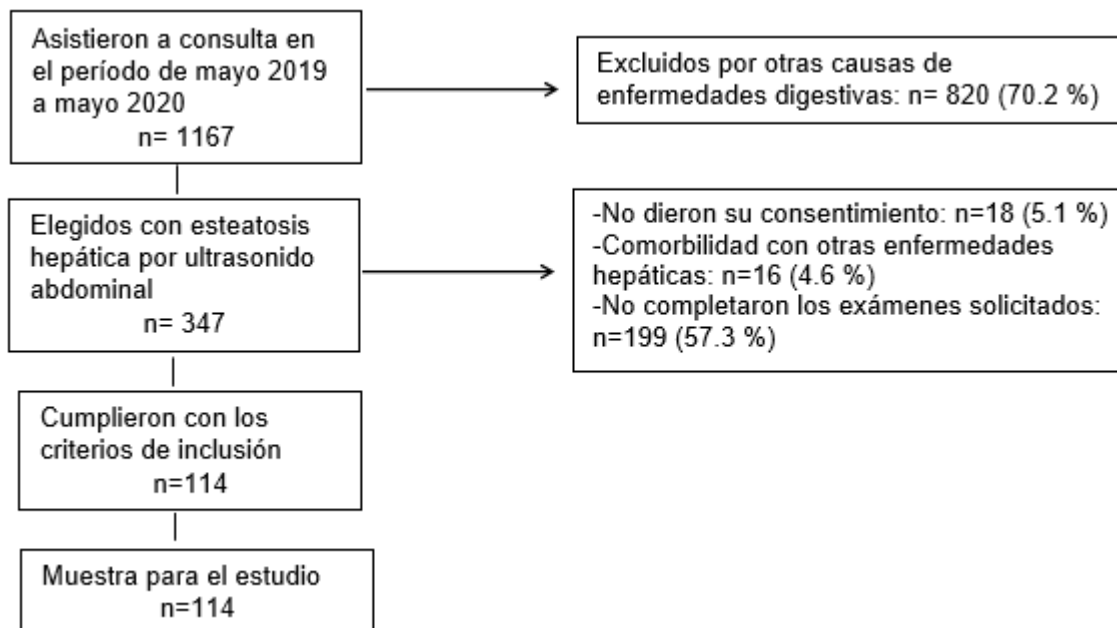 Asistieron a consulta en
el período de mayo 2019
a mayo 2020
n= 1167
Excluidos por otras causas de
enfermedades digestivas: n= 820 (70.2 %)
Elegidos con esteatosis
hepática por ultrasonido
abdominal
n= 347
-No dieron su consentimiento: n=18 (5.1 %)
-Comorbilidad con otras enfermedades
hepáticas: n=16 (4.6 %)
-No completaron los exámenes solicitados:
n=199 (57.3 %)
Cumplieron con los
criterios de inclusión
n=114
Muestra para el estudio
n=114